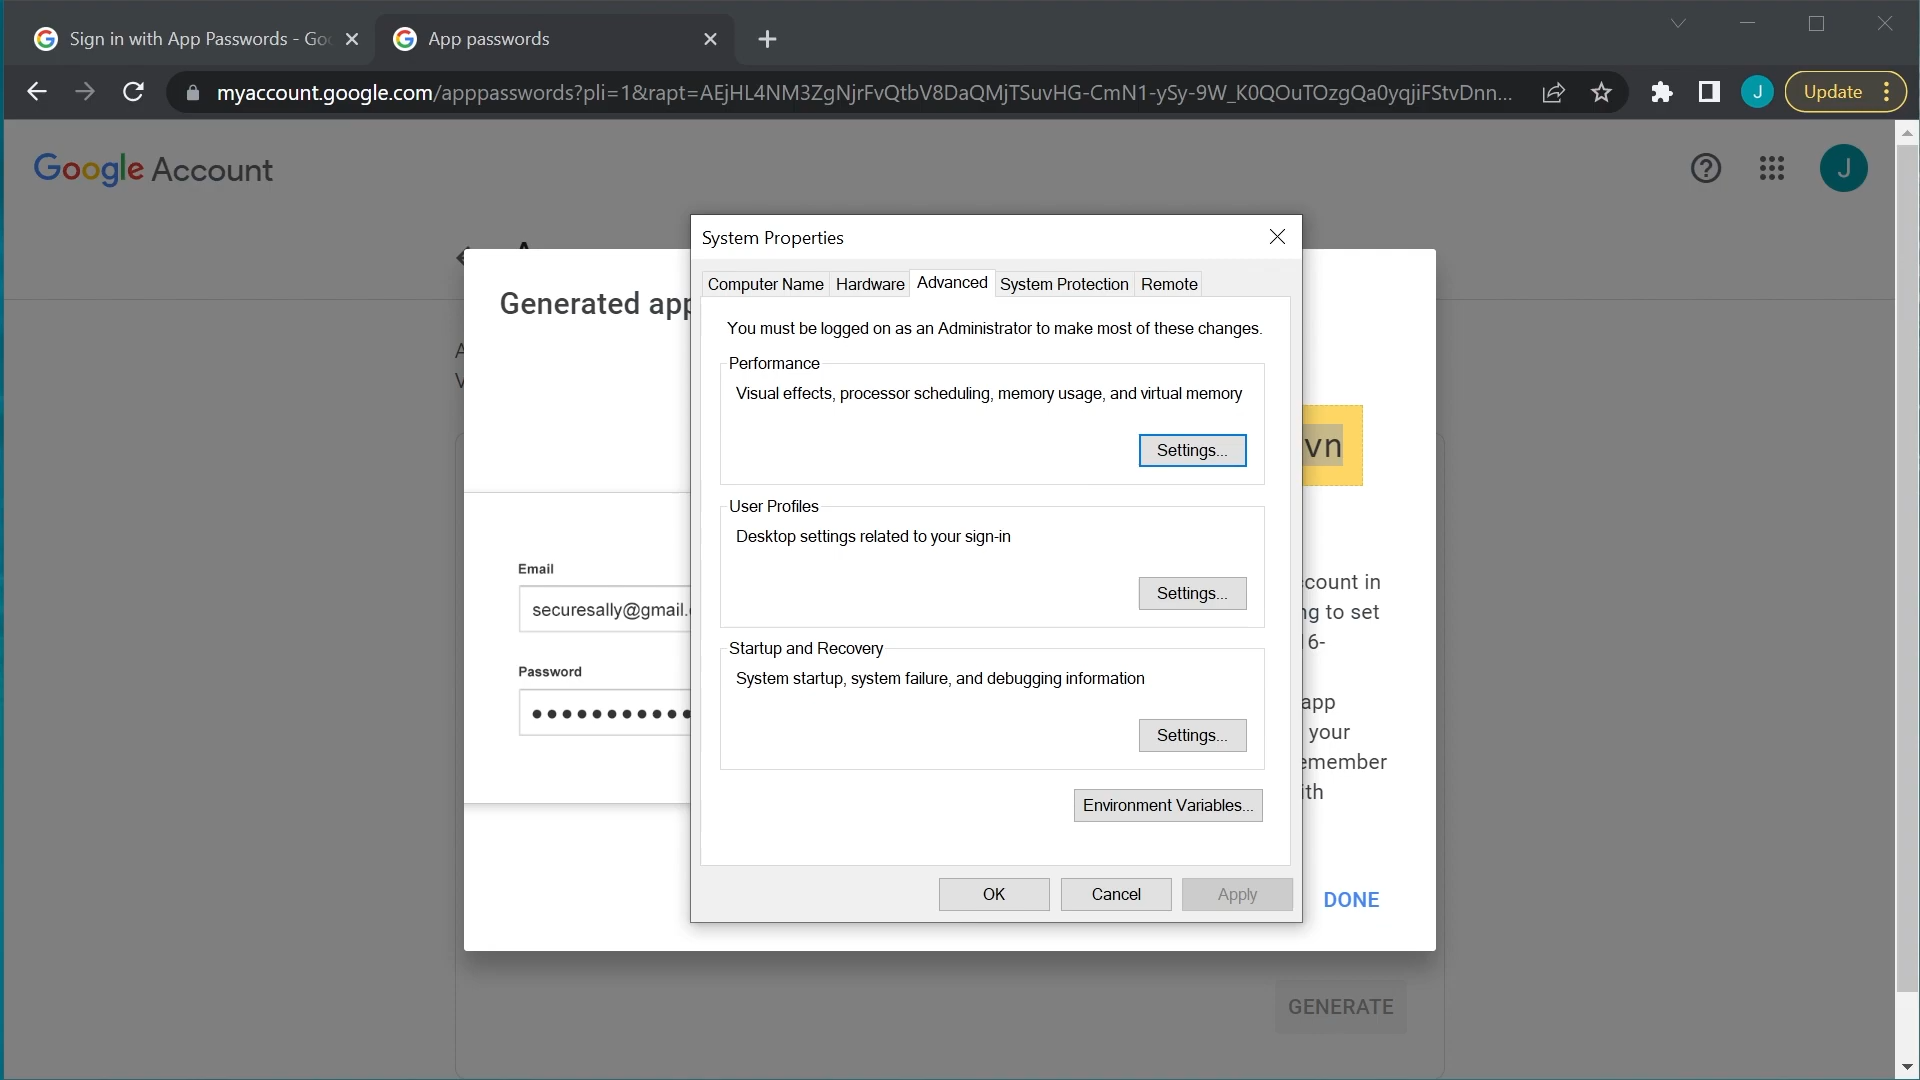 Sign in with App Passwords - Goo
App passwords
myaccount.google.com/apppasswords?pli=1&rapt=AEjHL4NM3ZgNjrFvQtbV8DaQMjTSuvHG-CmN1-ySy-9W_K0QOuTOzgQa0yqjiFStvDnn...
J
Update
Google Account
J
System Properties
Computer Name
Hardware
Advanced
System Protection
Remote
Generated app
You must be logged on as an Administrator to make most of these changes.
Performance
Visual effects, processor scheduling, memory usage, and virtual memory
Settings...
vn
User Profiles
Desktop settings related to your sign-in
Settings...
Startup and Recovery
System startup, system failure, and debugging information
Settings...
Environment Variables...
OK
Cancel
Apply
Email
securesally@gmail.
Password
count in
ng to set
16-
app
your
emember
ith
DONE
GENERATE